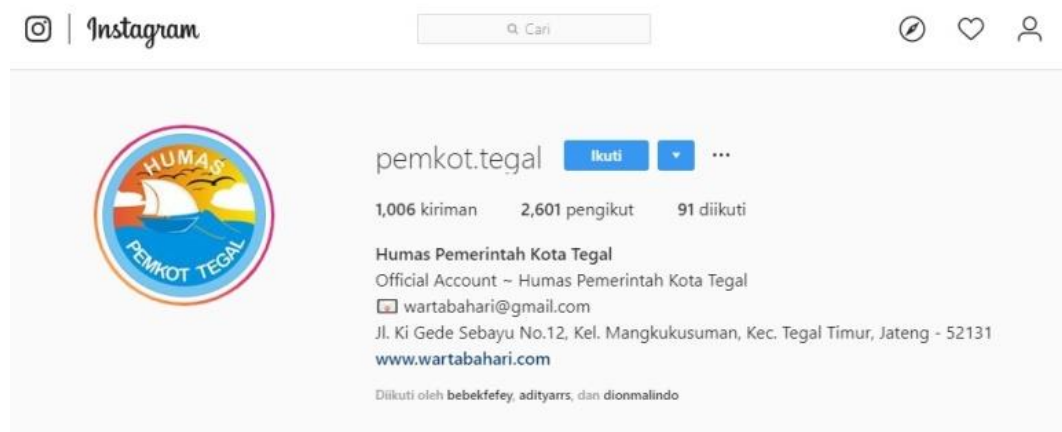 Instagram
Cari
HUMAS
PEMKOT TEGAL
pemkot.tegal Ikuti ...
1,006 kiriman 2,601 pengikut 91 diikuti
Humas Pemerintah Kota Tegal
Official Account ~ Humas Pemerintah Kota Tegal
wartabahari@gmail.com
Jl. Ki Gede Sebayu No.12, Kel. Mangkukusuman, Kec. Tegal Timur, Jateng - 52131
www.wartabahari.com
Diikuti oleh bebekfefey, adityarrs, dan dionmalindo